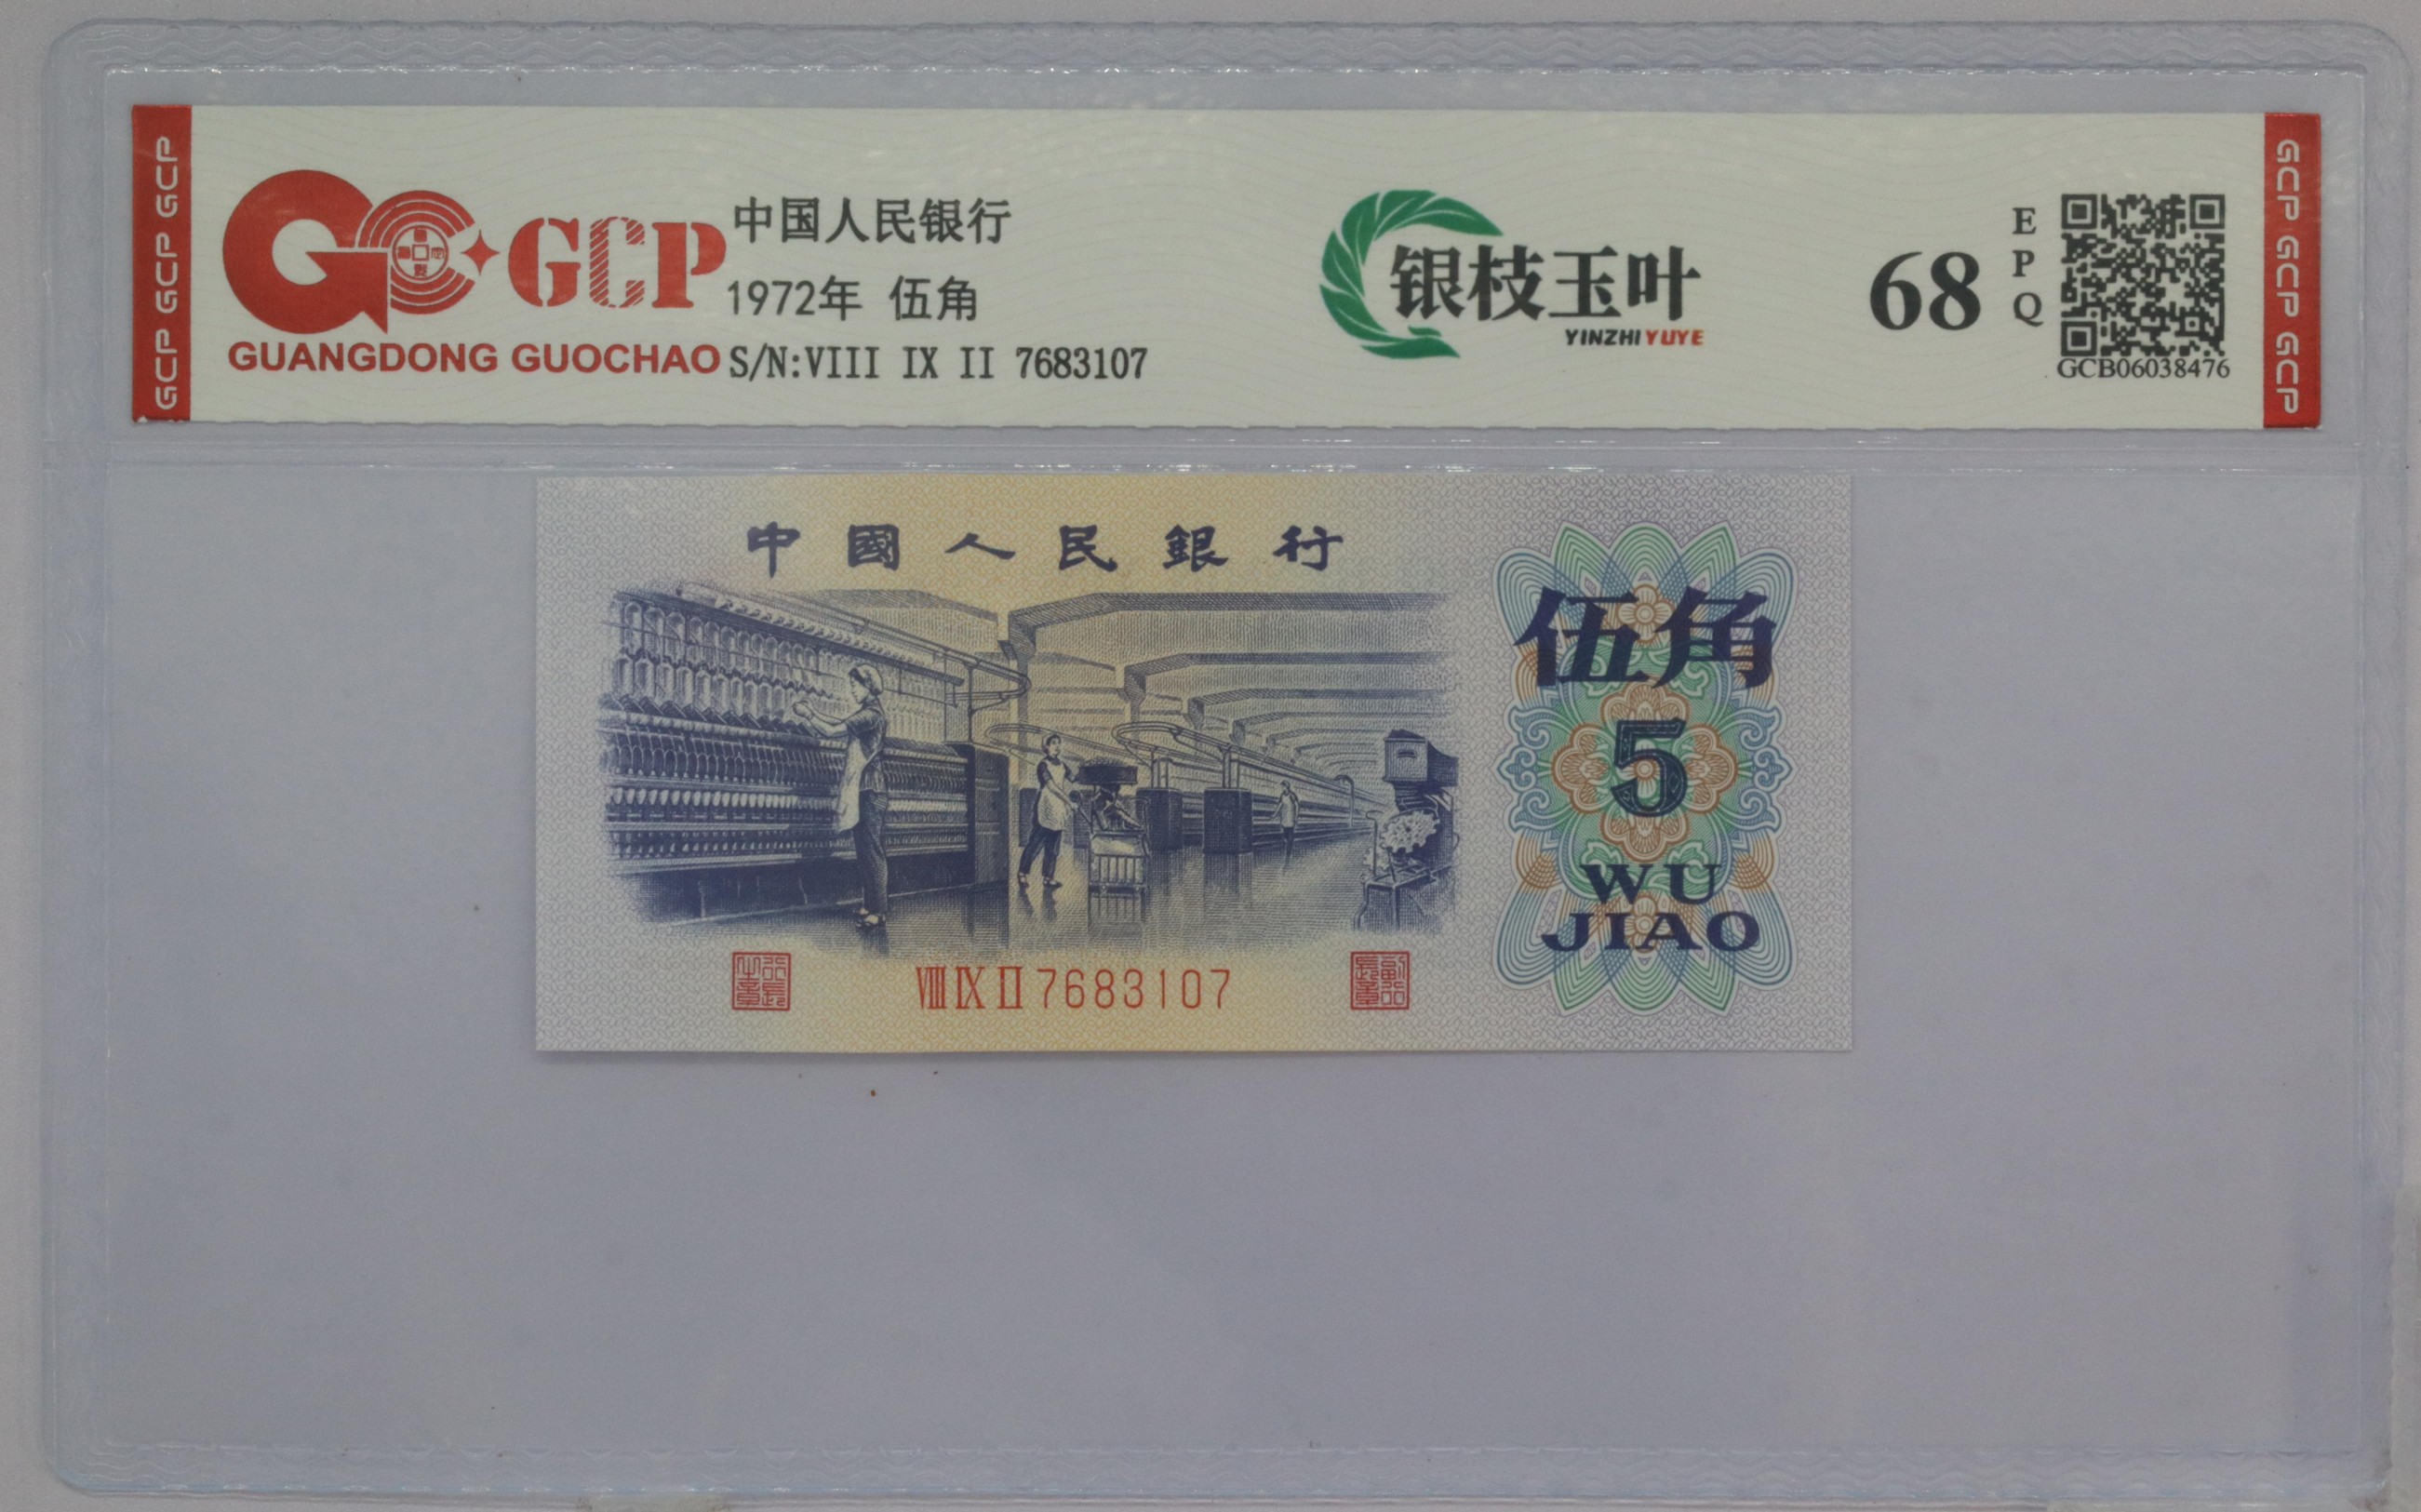 GCP GCP GCP
GCP
GUANGDONG GUOCHAO
中国人民银行
1972年 伍角
S/N:VIII IX II 7683107
银枝玉叶
YINZHI YUYE
68
EPQ
GCB06038476
GCP GCP GCP
中國人民銀行
伍角
5
WU
JIAO
VIII IX II 7683107